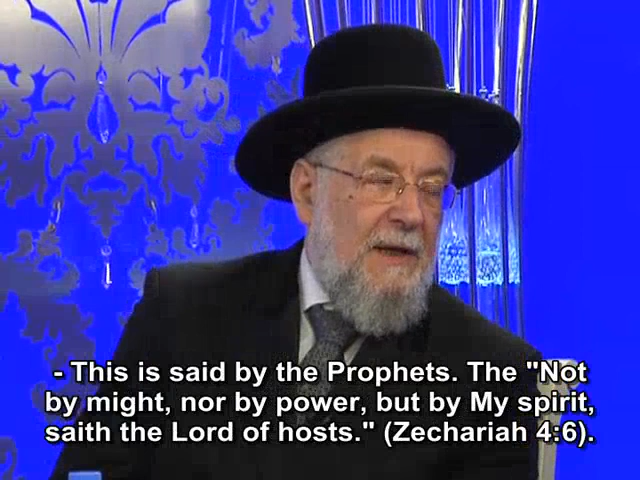 - This is said by the Prophets. The "Not
by might, nor by power, but by My spirit,
saith the Lord of hosts." (Zechariah 4:6).